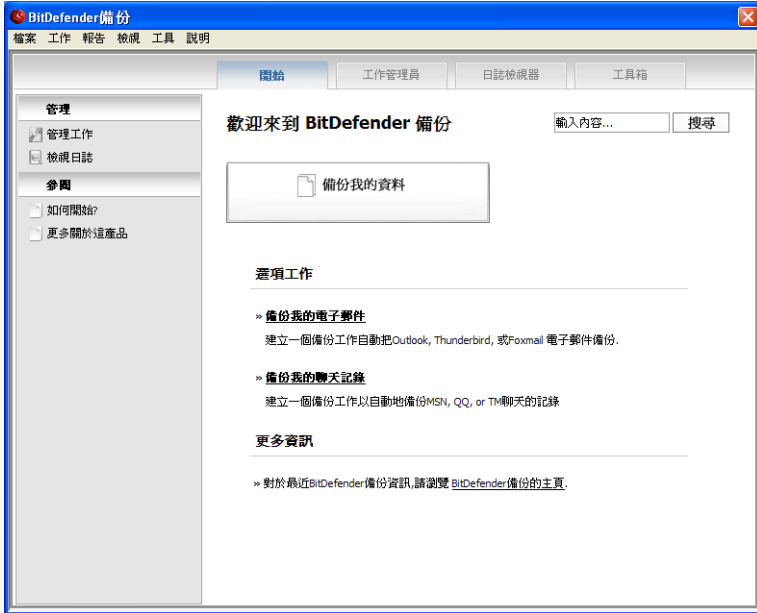 BitDefender備份
檔案 工作 報告 檢視 工具 説明
開始 工作管理員 日誌檢視器 工具箱
管理
管理工作
檢視日誌
參閱
如何開始?
更多關於這產品
歡迎來到 BitDefender 備份
輸入內容... 搜尋
備份我的資料
選項工作
» 備份我的電子郵件
建立一個備份工作自動把Outlook, Thunderbird, 或Foxmail 電子郵件備份.
» 備份我的聊天記錄
建立一個備份工作以自動地備份MSN, QQ, or TM聊天的記錄
更多資訊
» 對於最近BitDefender備份資訊,請瀏覽 BitDefender備份的主頁.